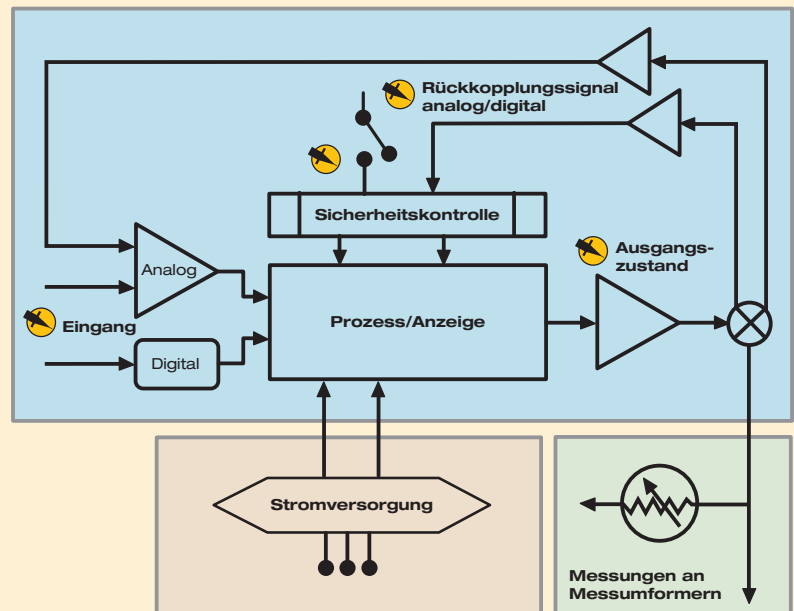 Rückkopplungssignal
analog/digital
Sicherheitskontrolle
Ausgangs-
zustand
Analog
Eingang
Prozess/Anzeige
Digital
Stromversorgung
Messungen an
Messumformern